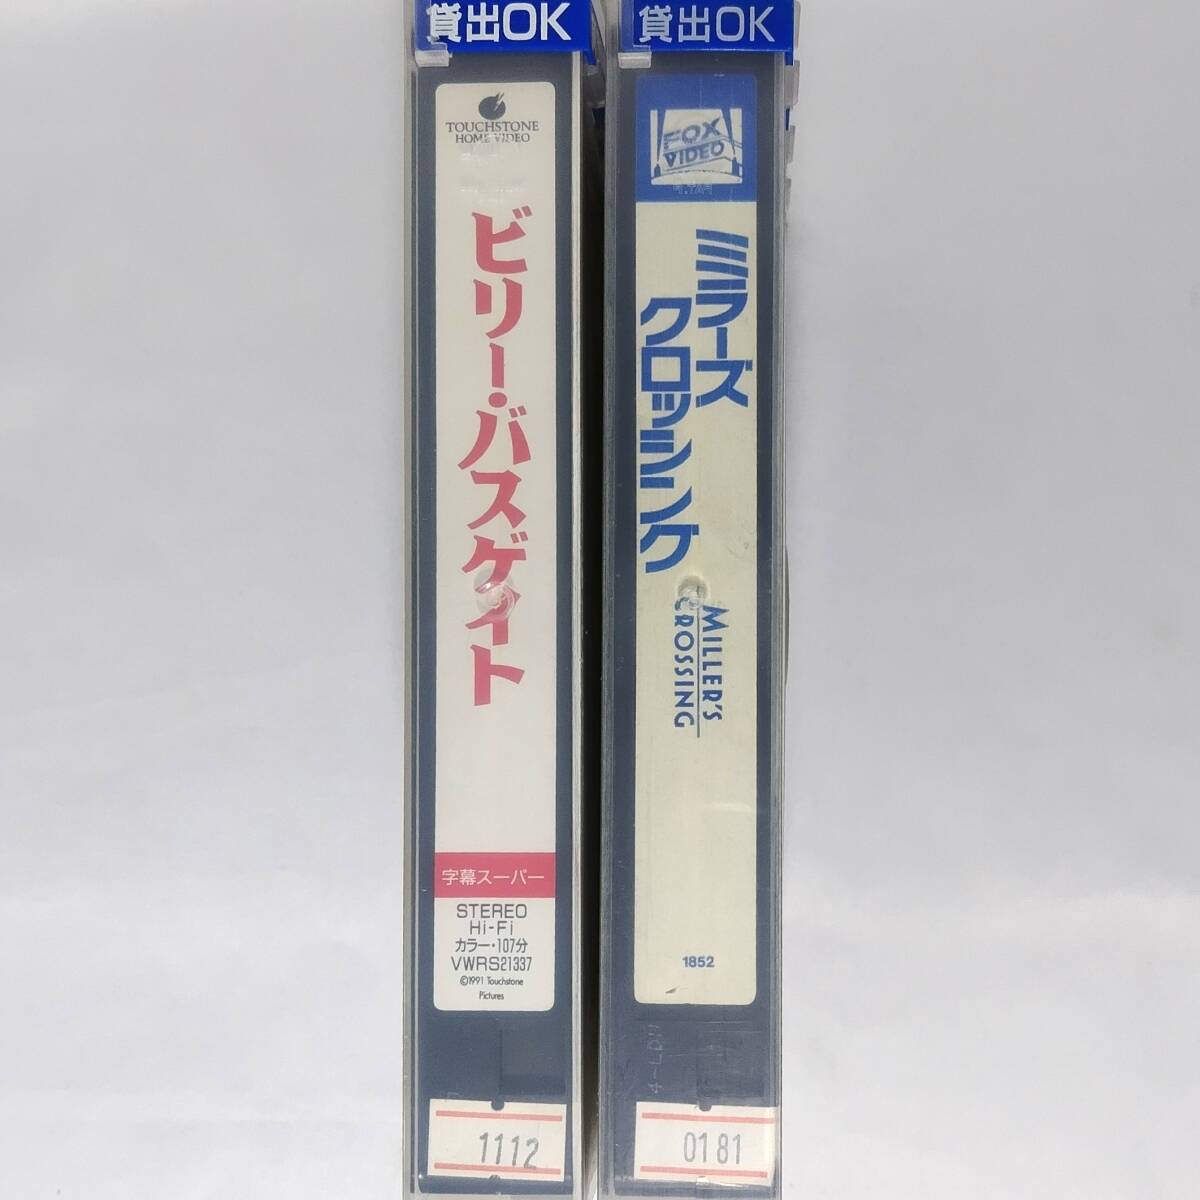 貸出OK
TOUCHSTONE
HOME VIDEO
ビリー・バスゲイト
字幕スーパー
STEREO
Hi-Fi
カラー・107分
VWRS21337
©1991 Touchstone
Pictures
1112
貸出OK
FOX
VIDEO
ミラーズ
クロッシング
MILLER'S
CROSSING
1852
0181